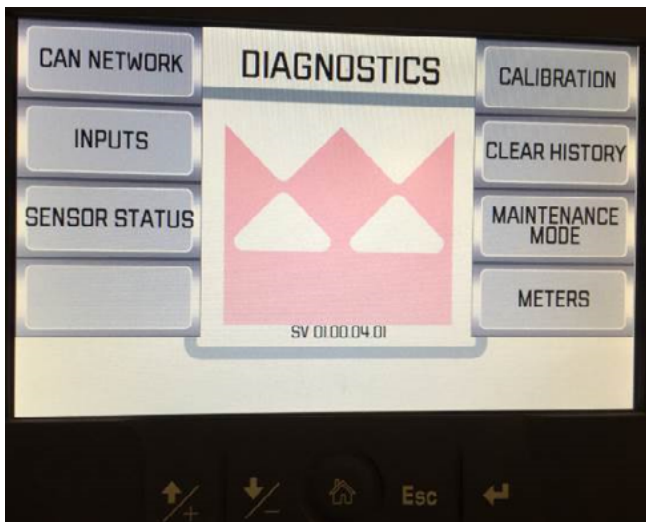 CAN NETWORK
INPUTS
SENSOR STATUS
DIAGNOSTICS
SV 01.00.04.01
CALIBRATION
CLEAR HISTORY
MAINTENANCE
MODE
METERS
+
-
Esc